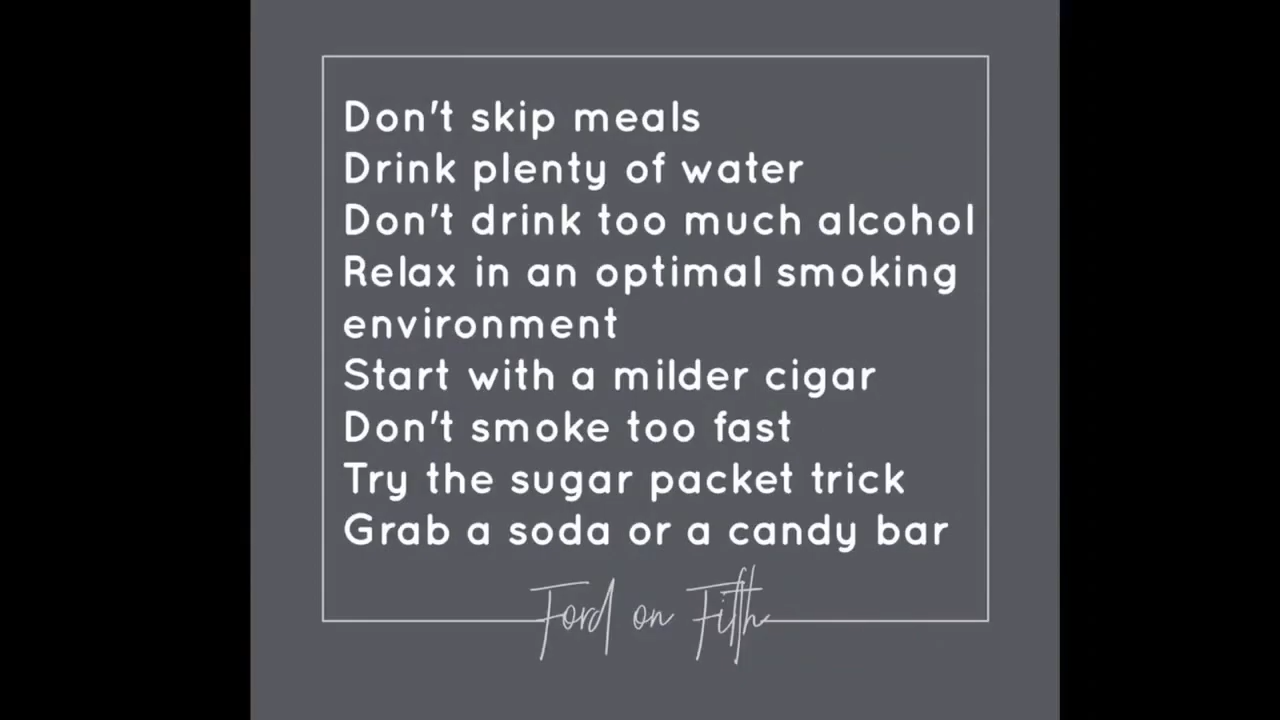 Don't skip meals
Drink plenty of water
Don't drink too much alcohol
Relax in an optimal smoking
environment
Start with a milder cigar
Don't smoke too fast
Try the sugar packet trick
Grab a soda or a candy bar
Ford on Fifth